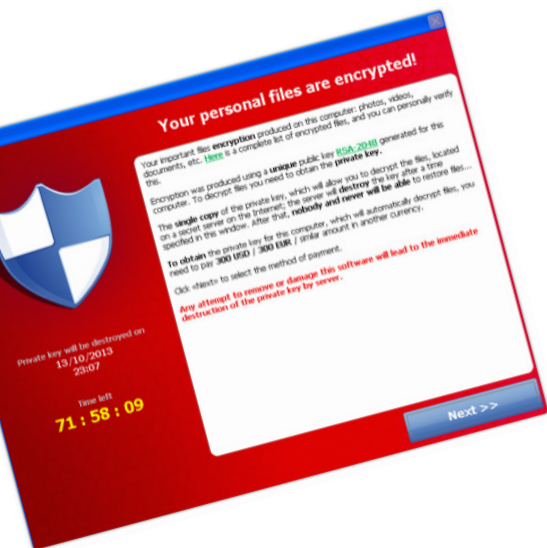 Your personal files are encrypted!
Your important files encryption produced on this computer: photos, videos,
documents, etc. Here is a complete list of encrypted files, and you can personally verify
this.
Encryption was produced using a unique public key RSA-2048 generated for this
computer. To decrypt files you need to obtain the private key.
The single copy of the private key, which will allow you to decrypt the files, located
on a secret server on the Internet; the server will destroy the key after a time
specified in this window. After that, nobody and never will be able to restore files...
To obtain the private key for this computer, which will automatically decrypt files, you
need to pay 300 USD / 300 EUR / similar amount in another currency.
Click «Next» to select the method of payment.
Any attempt to remove or damage this software will lead to the immediate
destruction of the private key by server.
Private key will be destroyed on
13/10/2013
23:07
Time left
71 : 58 : 09
Next >>